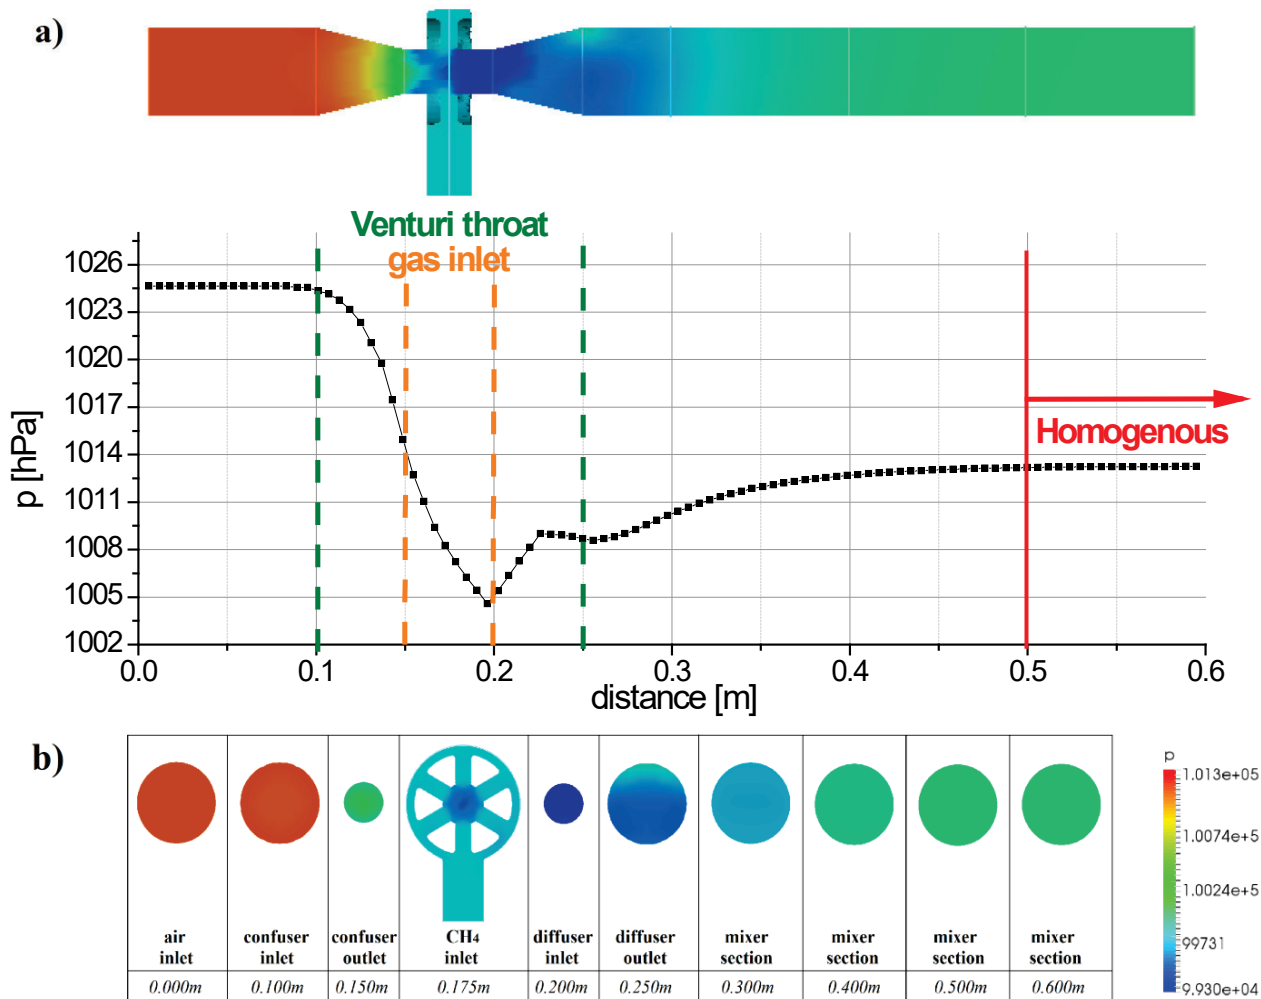 a)
Venturi throat
gas inlet
1026
1023
1020
1017
1014
1011
1008
1005
1002
p [hPa]
Homogenous
0.0 0.1 0.2 0.3 0.4 0.5 0.6
distance [m]
b)
air inlet
confuser inlet
confuser outlet
CH4 inlet
diffuser inlet
diffuser outlet
mixer section
mixer section
mixer section
mixer section
0.000m 0.100m 0.150m 0.175m 0.200m 0.250m 0.300m 0.400m 0.500m 0.600m
p
1.013e+05
1.0074e+5
1.0024e+5
99731
9.930e+04